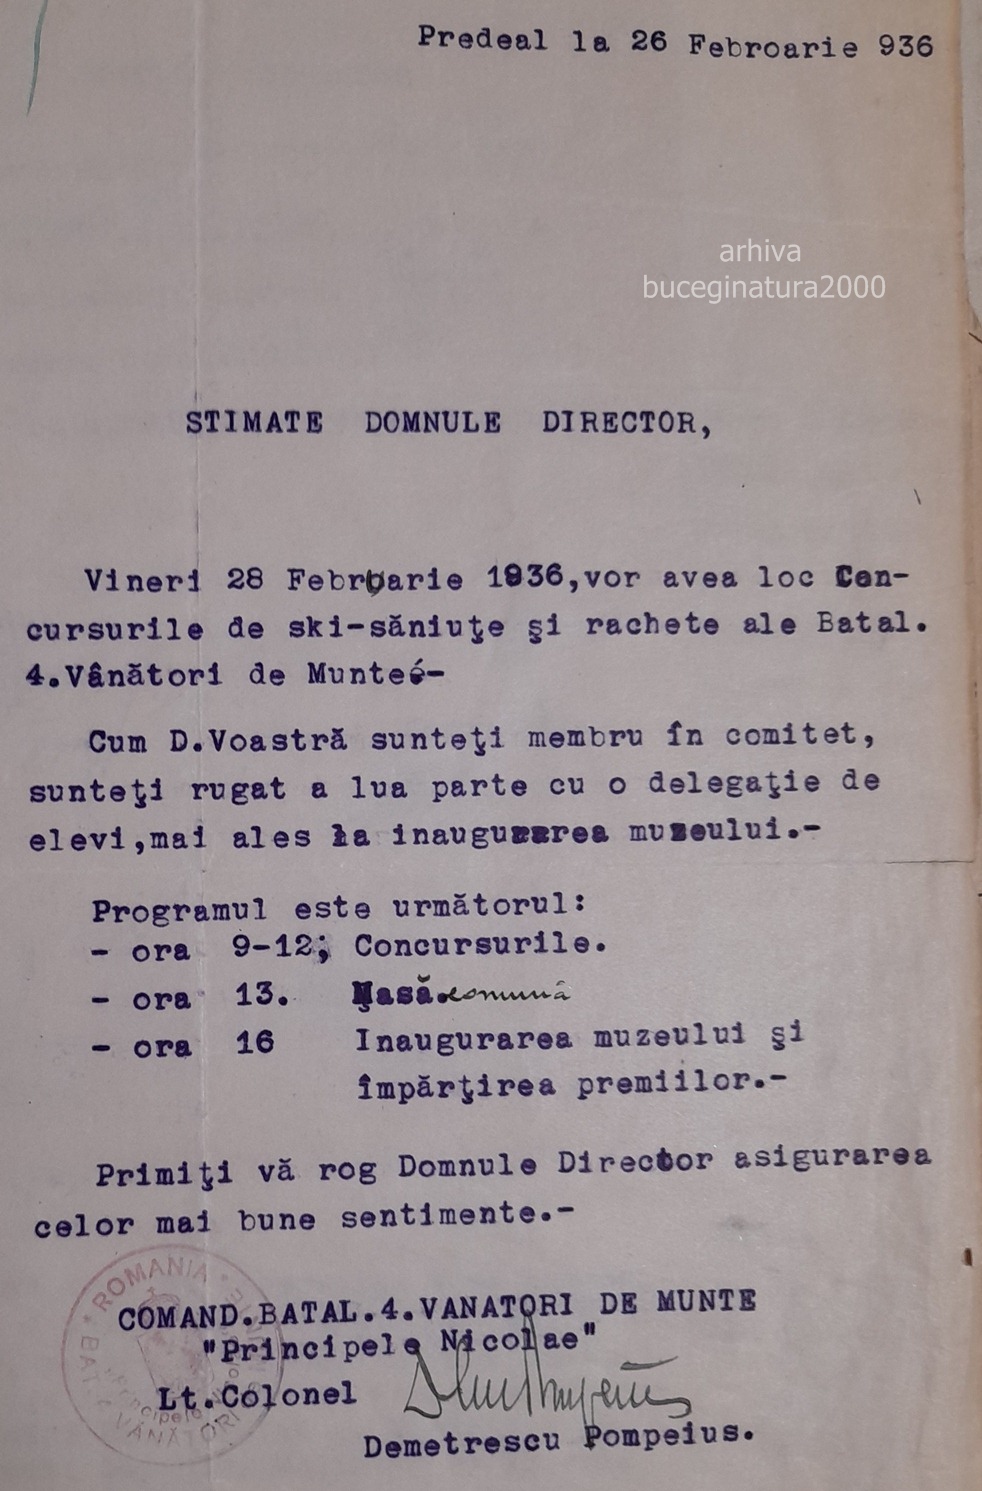 Predeal la 26 Febroarie 936
arhiva
buceginatura2000
STIMATE DOMNULE DIRECTOR,
Vineri 28 Februarie 1936,vor avea loc Con-
cursurile de ski-săniuţe şi rachete ale Batal.
4.Vânători de Munte.-
Cum D.Voastră sunteţi membru în comitet,
sunteţi rugat a lua parte cu o delegaţie de
elevi,mai ales la inaugurarea muzeului.-
Programul este următorul:
- ora 9-12; Concursurile.
- ora 13. Masă.comună
- ora 16 Inaugurarea muzeului şi
împărţirea premiilor.-
Primiţi vă rog Domnule Director asigurarea
celor mai bune sentimente.-
ROMANIA
COMAND.BATAL.4.VANATORI DE MUNTE
"Principele Nicolae"
Lt.Colonel
Demetrescu Pompeius.